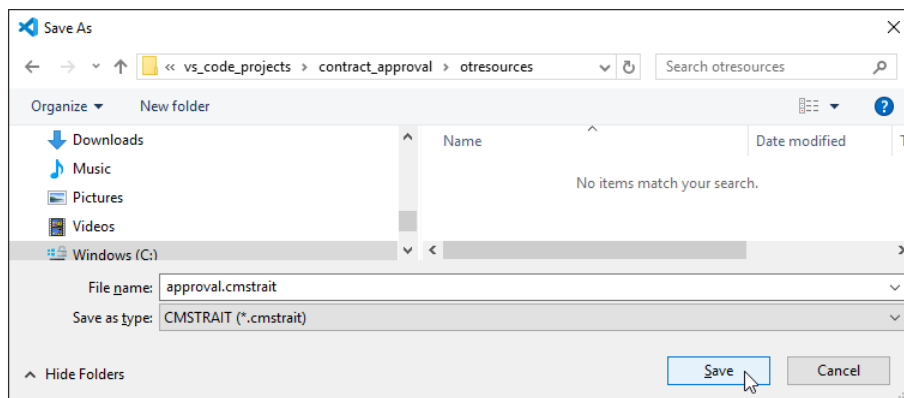 Save As
« vs_code_projects › contract_approval › otresources
Search otresources
Organize
New folder
?
Downloads
Music
Pictures
Videos
Windows (C:)
Name
Date modified
No items match your search.
File name: approval.cmstrait
Save as type: CMSTRAIT (*.cmstrait)
Hide Folders
Save
Cancel